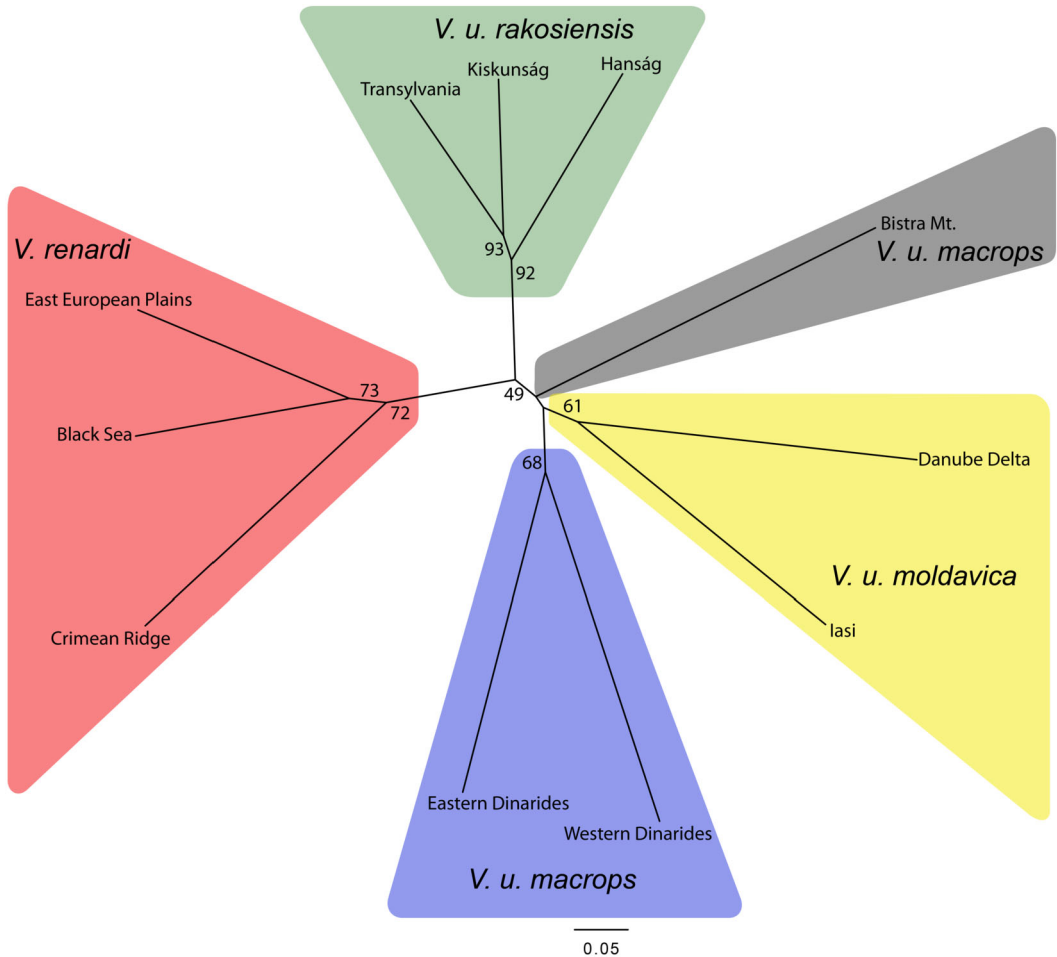 V. u. rakosiensis
Hanság
Kiskunság
Transylvania
93
92
Bistra Mt.
V. u. macrops
V. renardi
East European Plains
73
72
Black Sea
Crimean Ridge
49
61
Danube Delta
V. u. moldavica
Iasi
68
Eastern Dinarides
Western Dinarides
V. u. macrops
0.05